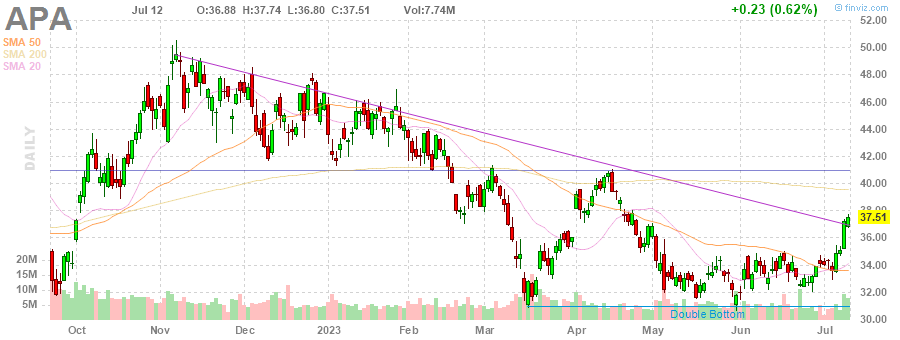 APA
Jul 12 O:36.88 H:37.74 L:36.80 C:37.51 Vol:7.74M +0.23 (0.62%)
© finviz.com
SMA 50
SMA 200
SMA 20
DAILY
52.00
50.00
48.00
46.00
44.00
42.00
40.00
38.00
37.51
36.00
34.00
32.00
30.00
20M
15M
10M
5M
Double Bottom
Oct Nov Dec 2023 Feb Mar Apr May Jun Jul